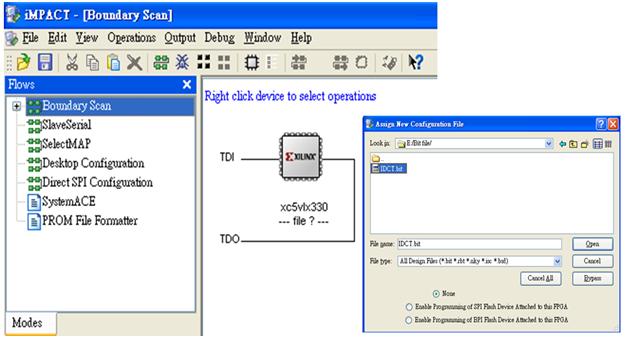 iMPACT - [Boundary Scan]
File Edit View Operations Output Debug Window Help
Flows
Boundary Scan
SlaveSerial
SelectMAP
Desktop Configuration
Direct SPI Configuration
SystemACE
PROM File Formatter
Modes
Right click device to select operations
TDI
XILINX
xc5vlx330
--- file ? ---
TDO
Assign New Configuration File
Look in: E:/Bit file/
..
IDCT.bit
File name: IDCT.bit
Open
File type: All Design Files (*.bit *.rbt *.nky *.isc *.bsd)
Cancel
Cancel All
Bypass
None
Enable Programming of SPI Flash Device Attached to this FPGA
Enable Programming of BPI Flash Device Attached to this FPGA